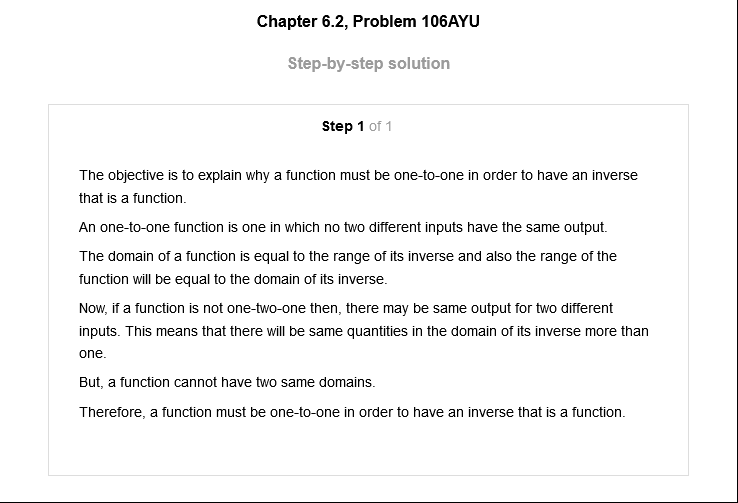 Chapter 6.2, Problem 106AYU
Step-by-step solution
Step 1 of 1
The objective is to explain why a function must be one-to-one in order to have an inverse
that is a function.
An one-to-one function is one in which no two different inputs have the same output.
The domain of a function is equal to the range of its inverse and also the range of the
function will be equal to the domain of its inverse.
Now, if a function is not one-two-one then, there may be same output for two different
inputs. This means that there will be same quantities in the domain of its inverse more than
one.
But, a function cannot have two same domains.
Therefore, a function must be one-to-one in order to have an inverse that is a function.